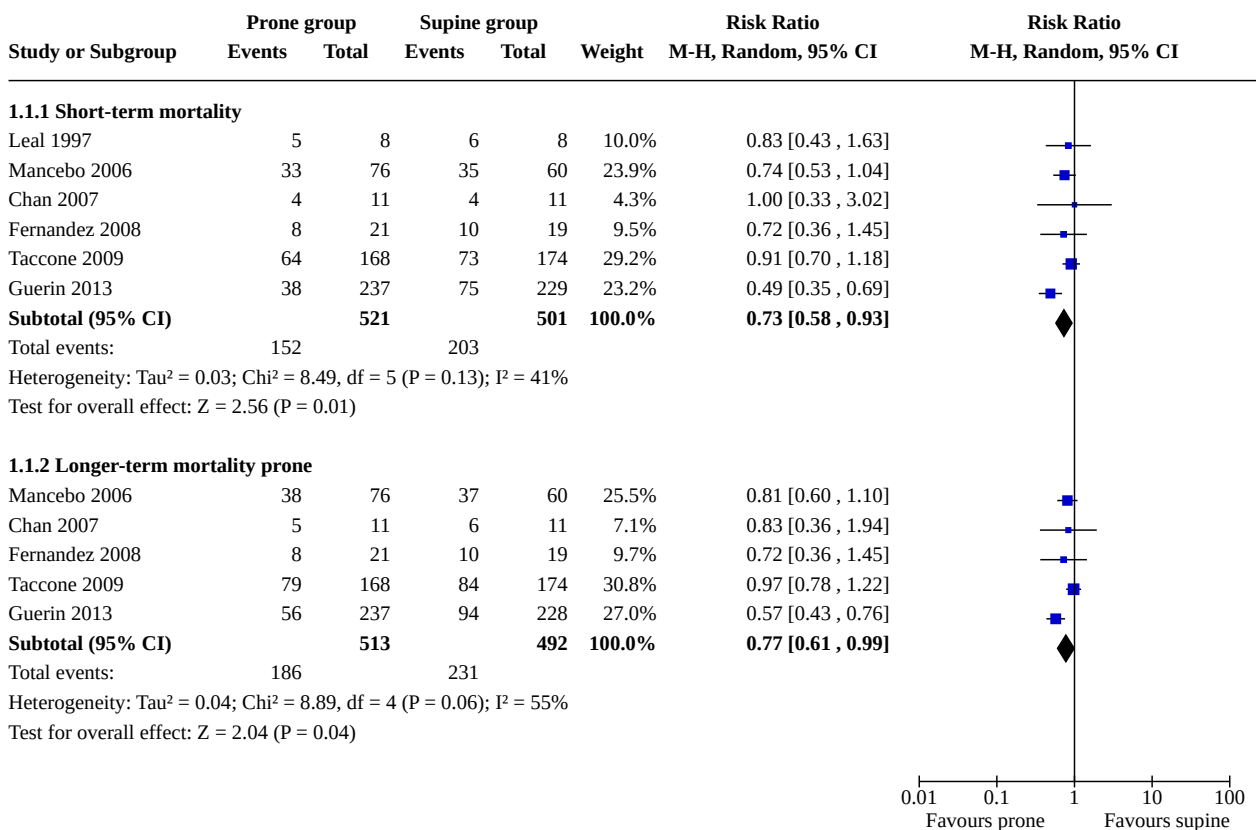 Prone group Supine group Risk Ratio Risk Ratio
Study or Subgroup Events Total Events Total Weight M-H, Random, 95% CI M-H, Random, 95% CI
1.1.1 Short-term mortality
Leal 1997 5 8 6 8 10.0% 0.83 [0.43 , 1.63]
Mancebo 2006 33 76 35 60 23.9% 0.74 [0.53 , 1.04]
Chan 2007 4 11 4 11 4.3% 1.00 [0.33 , 3.02]
Fernandez 2008 8 21 10 19 9.5% 0.72 [0.36 , 1.45]
Taccone 2009 64 168 73 174 29.2% 0.91 [0.70 , 1.18]
Guerin 2013 38 237 75 229 23.2% 0.49 [0.35 , 0.69]
Subtotal (95% CI) 521 501 100.0% 0.73 [0.58 , 0.93]
Total events: 152 203
Heterogeneity: Tau² = 0.03; Chi² = 8.49, df = 5 (P = 0.13); I² = 41%
Test for overall effect: Z = 2.56 (P = 0.01)
1.1.2 Longer-term mortality prone
Mancebo 2006 38 76 37 60 25.5% 0.81 [0.60 , 1.10]
Chan 2007 5 11 6 11 7.1% 0.83 [0.36 , 1.94]
Fernandez 2008 8 21 10 19 9.7% 0.72 [0.36 , 1.45]
Taccone 2009 79 168 84 174 30.8% 0.97 [0.78 , 1.22]
Guerin 2013 56 237 94 228 27.0% 0.57 [0.43 , 0.76]
Subtotal (95% CI) 513 492 100.0% 0.77 [0.61 , 0.99]
Total events: 186 231
Heterogeneity: Tau² = 0.04; Chi² = 8.89, df = 4 (P = 0.06); I² = 55%
Test for overall effect: Z = 2.04 (P = 0.04)
0.01 0.1 1 10 100
Favours prone Favours supine